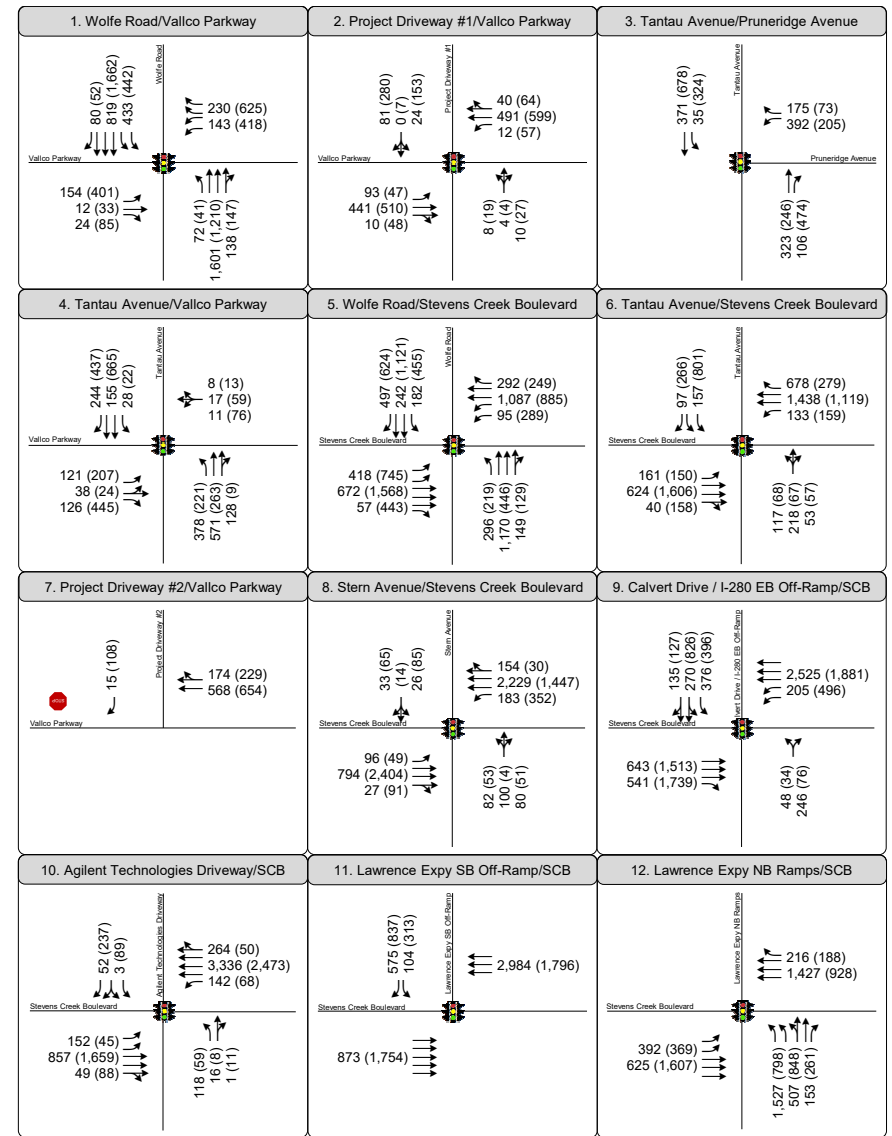 1. Wolfe Road/Vallco Parkway
80 (52)
819 (1,662)
433 (442)
Wolfe Road
230 (625)
143 (418)
Vallco Parkway
154 (401)
12 (33)
24 (85)
72 (41)
1,601 (1,210)
138 (147)
2. Project Driveway #1/Vallco Parkway
81 (280)
0 (7)
24 (153)
Project Driveway #1
40 (64)
491 (599)
12 (57)
Vallco Parkway
93 (47)
441 (510)
10 (48)
8 (19)
4 (4)
10 (27)
3. Tantau Avenue/Pruneridge Avenue
371 (678)
35 (324)
Tantau Avenue
175 (73)
392 (205)
Pruneridge Avenue
323 (246)
106 (474)
4. Tantau Avenue/Vallco Parkway
244 (437)
155 (665)
28 (22)
Tantau Avenue
8 (13)
17 (59)
11 (76)
Vallco Parkway
121 (207)
38 (24)
126 (445)
378 (221)
571 (263)
128 (9)
5. Wolfe Road/Stevens Creek Boulevard
497 (624)
242 (1,121)
182 (455)
Wolfe Road
292 (249)
1,087 (885)
95 (289)
Stevens Creek Boulevard
418 (745)
672 (1,568)
57 (443)
296 (219)
1,170 (446)
149 (129)
6. Tantau Avenue/Stevens Creek Boulevard
97 (266)
157 (801)
Tantau Avenue
678 (279)
1,438 (1,119)
133 (159)
Stevens Creek Boulevard
161 (150)
624 (1,606)
40 (158)
117 (68)
218 (67)
53 (57)
7. Project Driveway #2/Vallco Parkway
15 (108)
Project Driveway #2
174 (229)
568 (654)
STOP
Vallco Parkway
8. Stern Avenue/Stevens Creek Boulevard
33 (65)
(14)
26 (85)
Stern Avenue
154 (30)
2,229 (1,447)
183 (352)
Stevens Creek Boulevard
96 (49)
794 (2,404)
27 (91)
82 (53)
100 (4)
80 (51)
9. Calvert Drive / I-280 EB Off-Ramp/SCB
135 (127)
270 (826)
376 (396)
lvert Drive / I-280 EB Off-Ramp
2,525 (1,881)
205 (496)
Stevens Creek Boulevard
643 (1,513)
541 (1,739)
48 (34)
246 (76)
10. Agilent Technologies Driveway/SCB
52 (237)
3 (89)
Agilent Technologies Driveway
264 (50)
3,336 (2,473)
142 (68)
Stevens Creek Boulevard
152 (45)
857 (1,659)
49 (88)
118 (59)
16 (8)
1 (11)
11. Lawrence Expy SB Off-Ramp/SCB
575 (837)
104 (313)
Lawrence Expy SB Off-Ramp
2,984 (1,796)
Stevens Creek Boulevard
873 (1,754)
12. Lawrence Expy NB Ramps/SCB
Lawrence Expy NB Ramps
216 (188)
1,427 (928)
Stevens Creek Boulevard
392 (369)
625 (1,607)
1,527 (798)
507 (848)
153 (261)